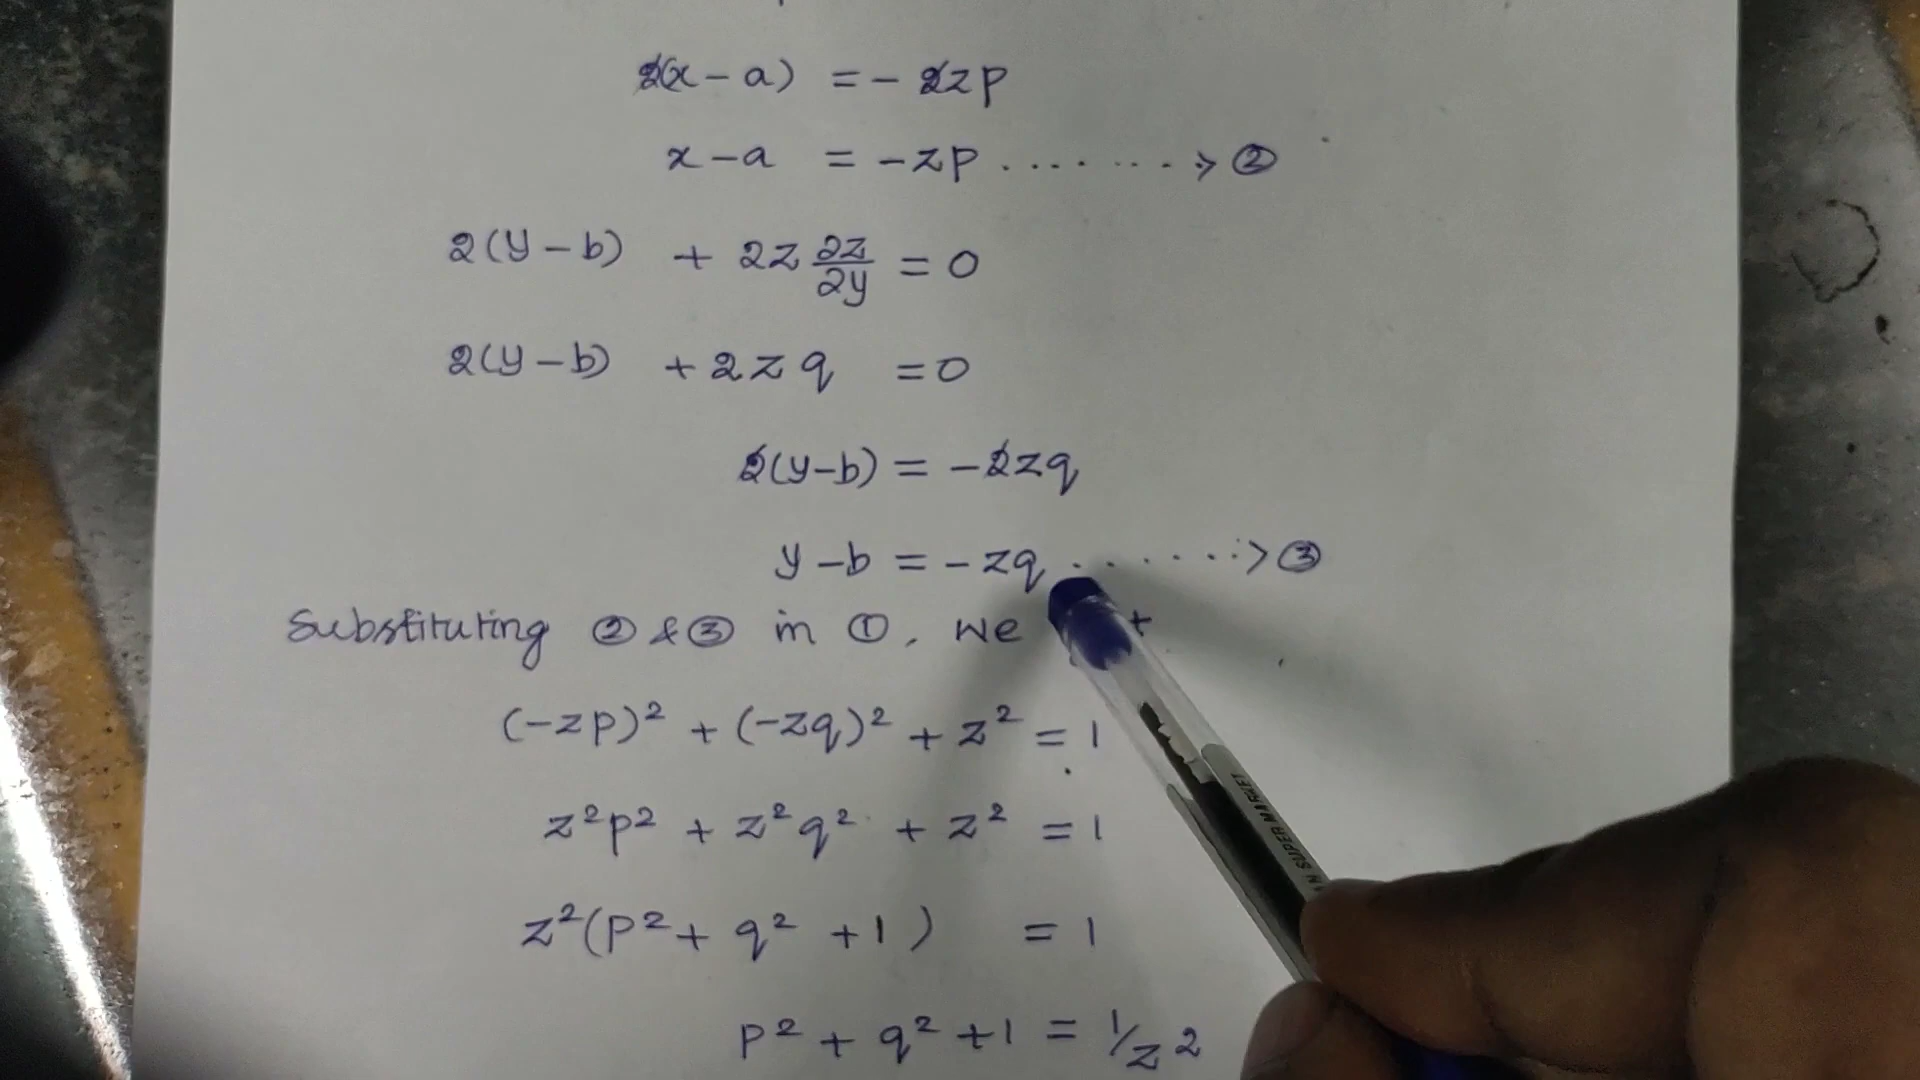 2(x-a) = - 2zp
x-a = -zp ........> ②
2(y-b) + 2z ∂z/∂y = 0
2(y-b) + 2zq = 0
2(y-b) = -2zq
y-b = -zq .......> ③
Substituting ② & ③ in ①, we
(-zp)² + (-zq)² + z² = 1
z²p² + z²q² + z² = 1
z²(p² + q² + 1) = 1
p² + q² + 1 = 1/z²
SUPER MARKET